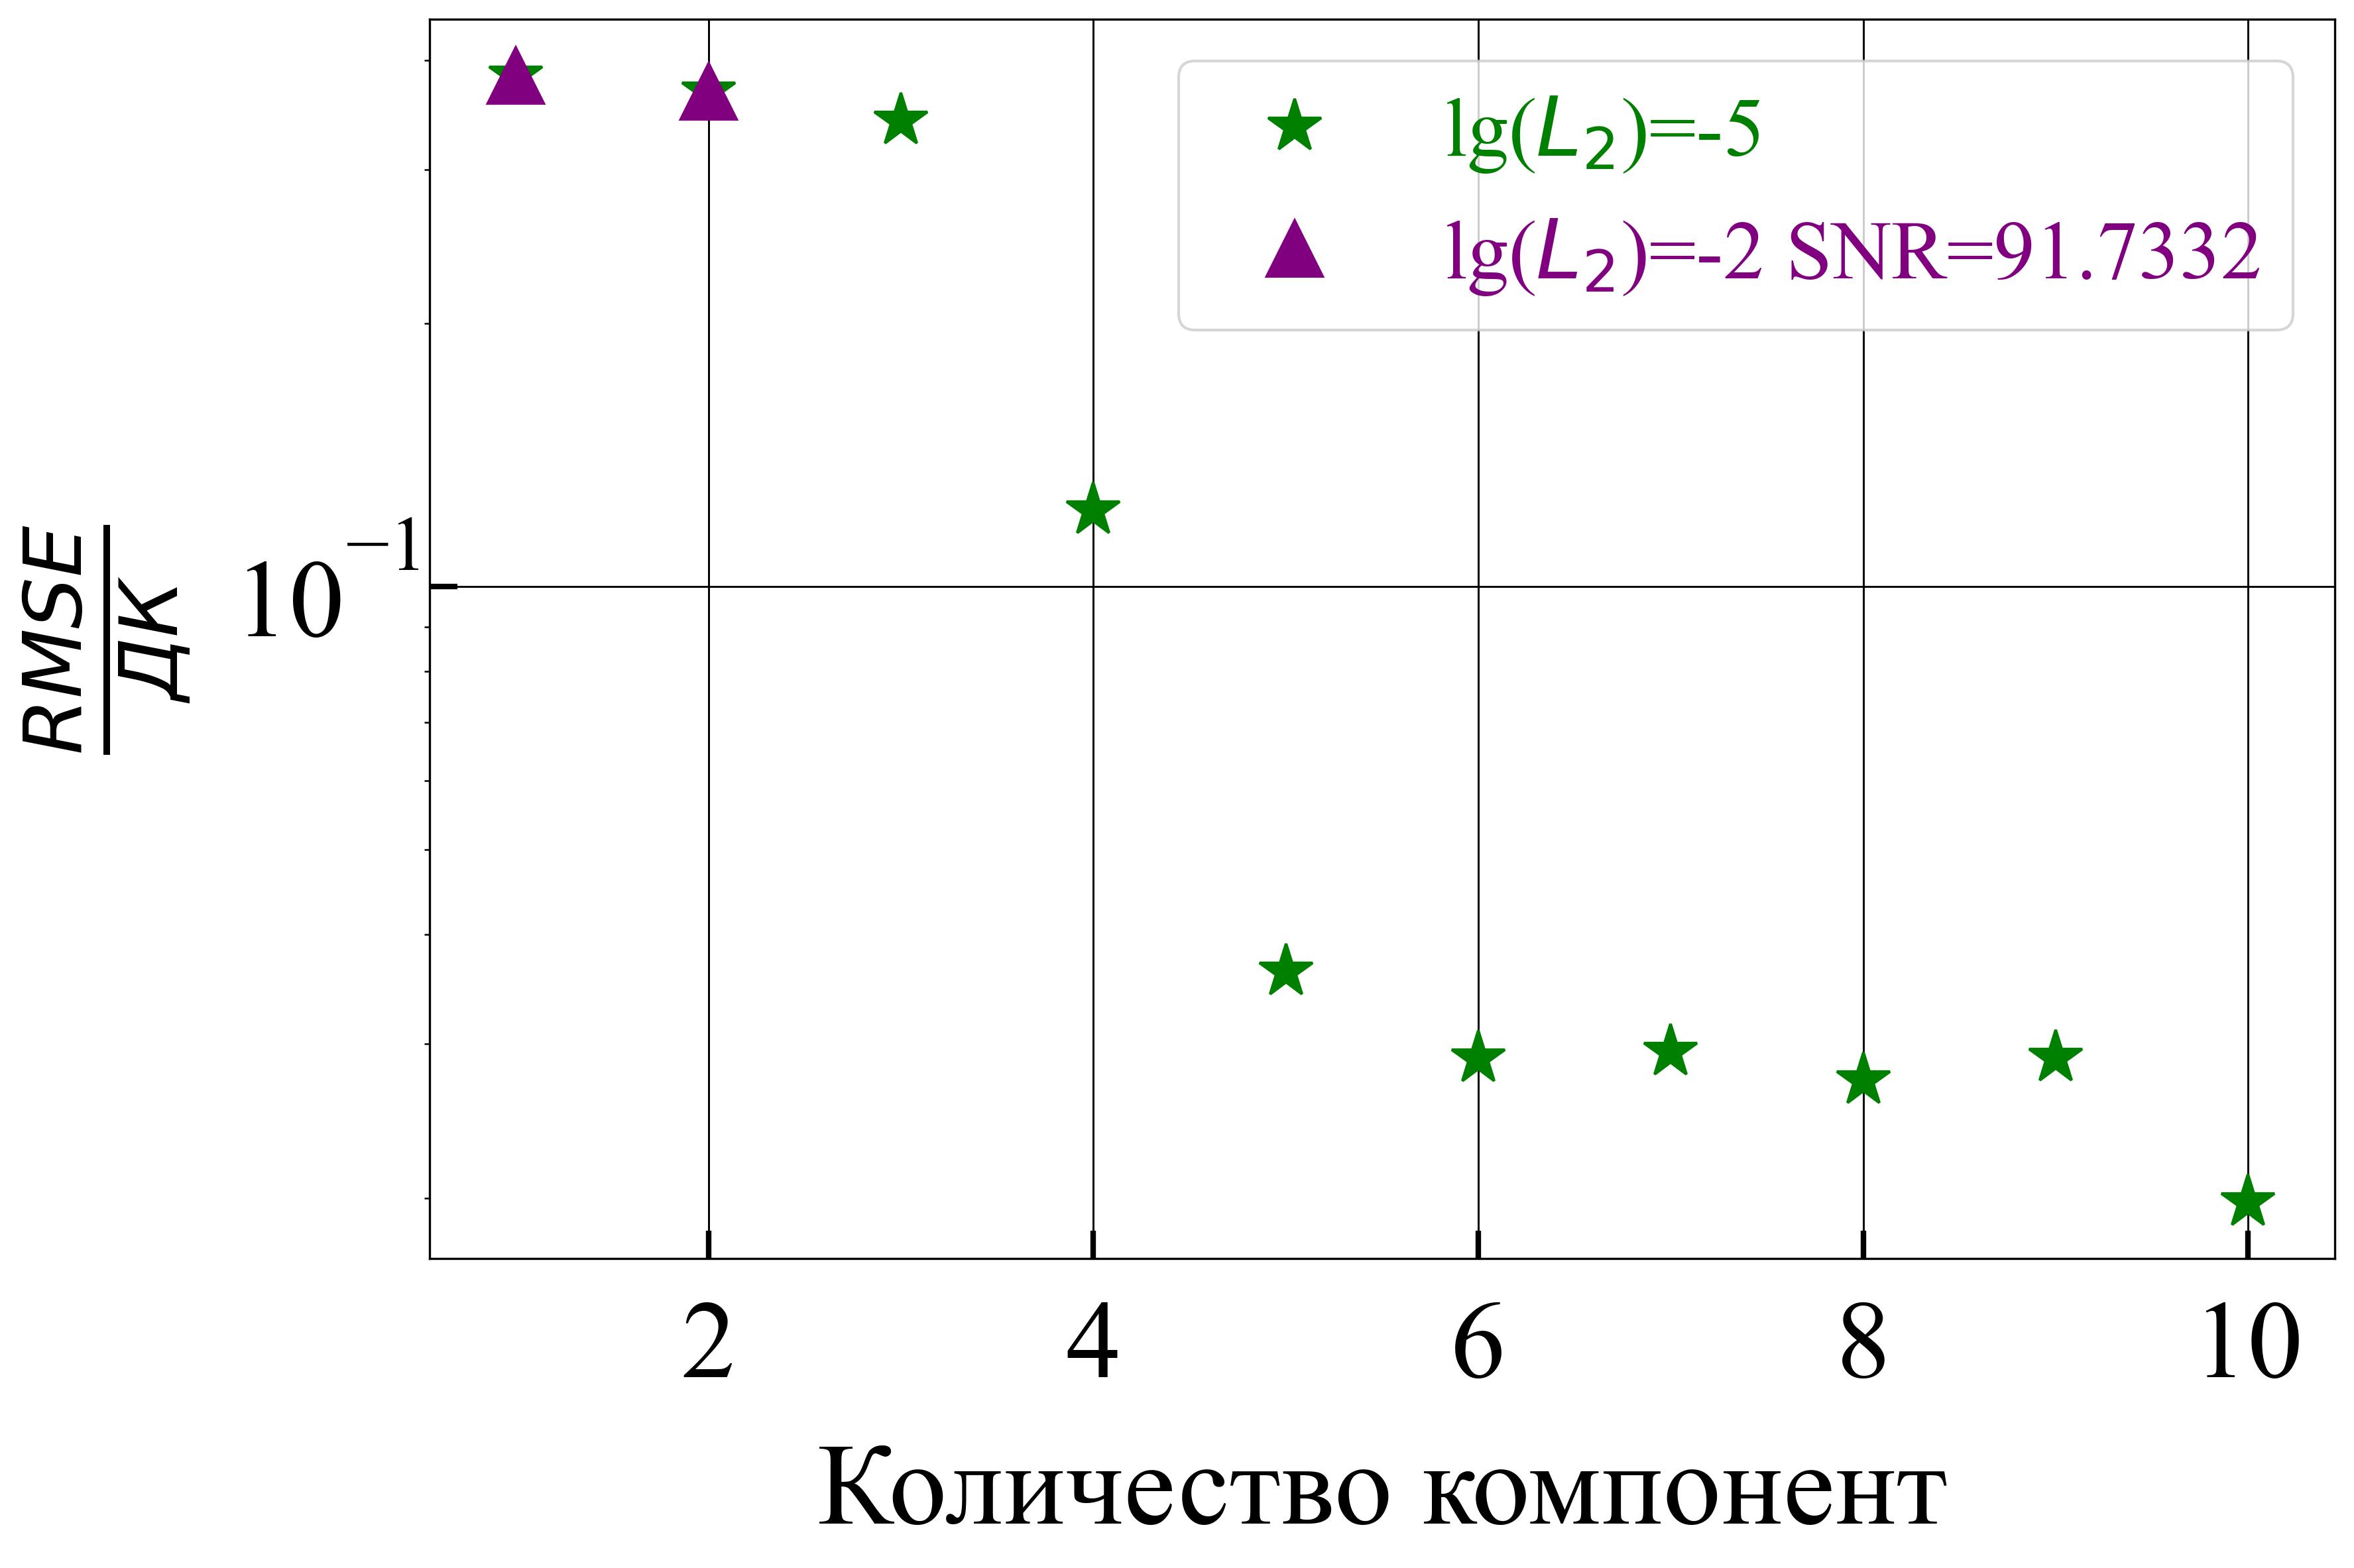 lg(L₂)=-5
lg(L₂)=-2 SNR=91.7332
RMSE
ДК
10⁻¹
2 4 6 8 10
Количество компонент